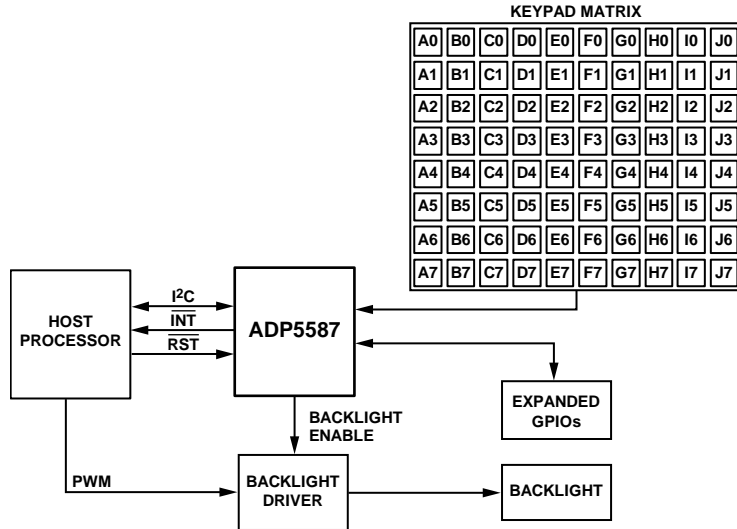 KEYPAD MATRIX
A0 B0 C0 D0 E0 F0 G0 H0 I0 J0
A1 B1 C1 D1 E1 F1 G1 H1 I1 J1
A2 B2 C2 D2 E2 F2 G2 H2 I2 J2
A3 B3 C3 D3 E3 F3 G3 H3 I3 J3
A4 B4 C4 D4 E4 F4 G4 H4 I4 J4
A5 B5 C5 D5 E5 F5 G5 H5 I5 J5
A6 B6 C6 D6 E6 F6 G6 H6 I6 J6
A7 B7 C7 D7 E7 F7 G7 H7 I7 J7
HOST
PROCESSOR
I²C
INT
RST
ADP5587
BACKLIGHT
ENABLE
EXPANDED
GPIOs
PWM
BACKLIGHT
DRIVER
BACKLIGHT